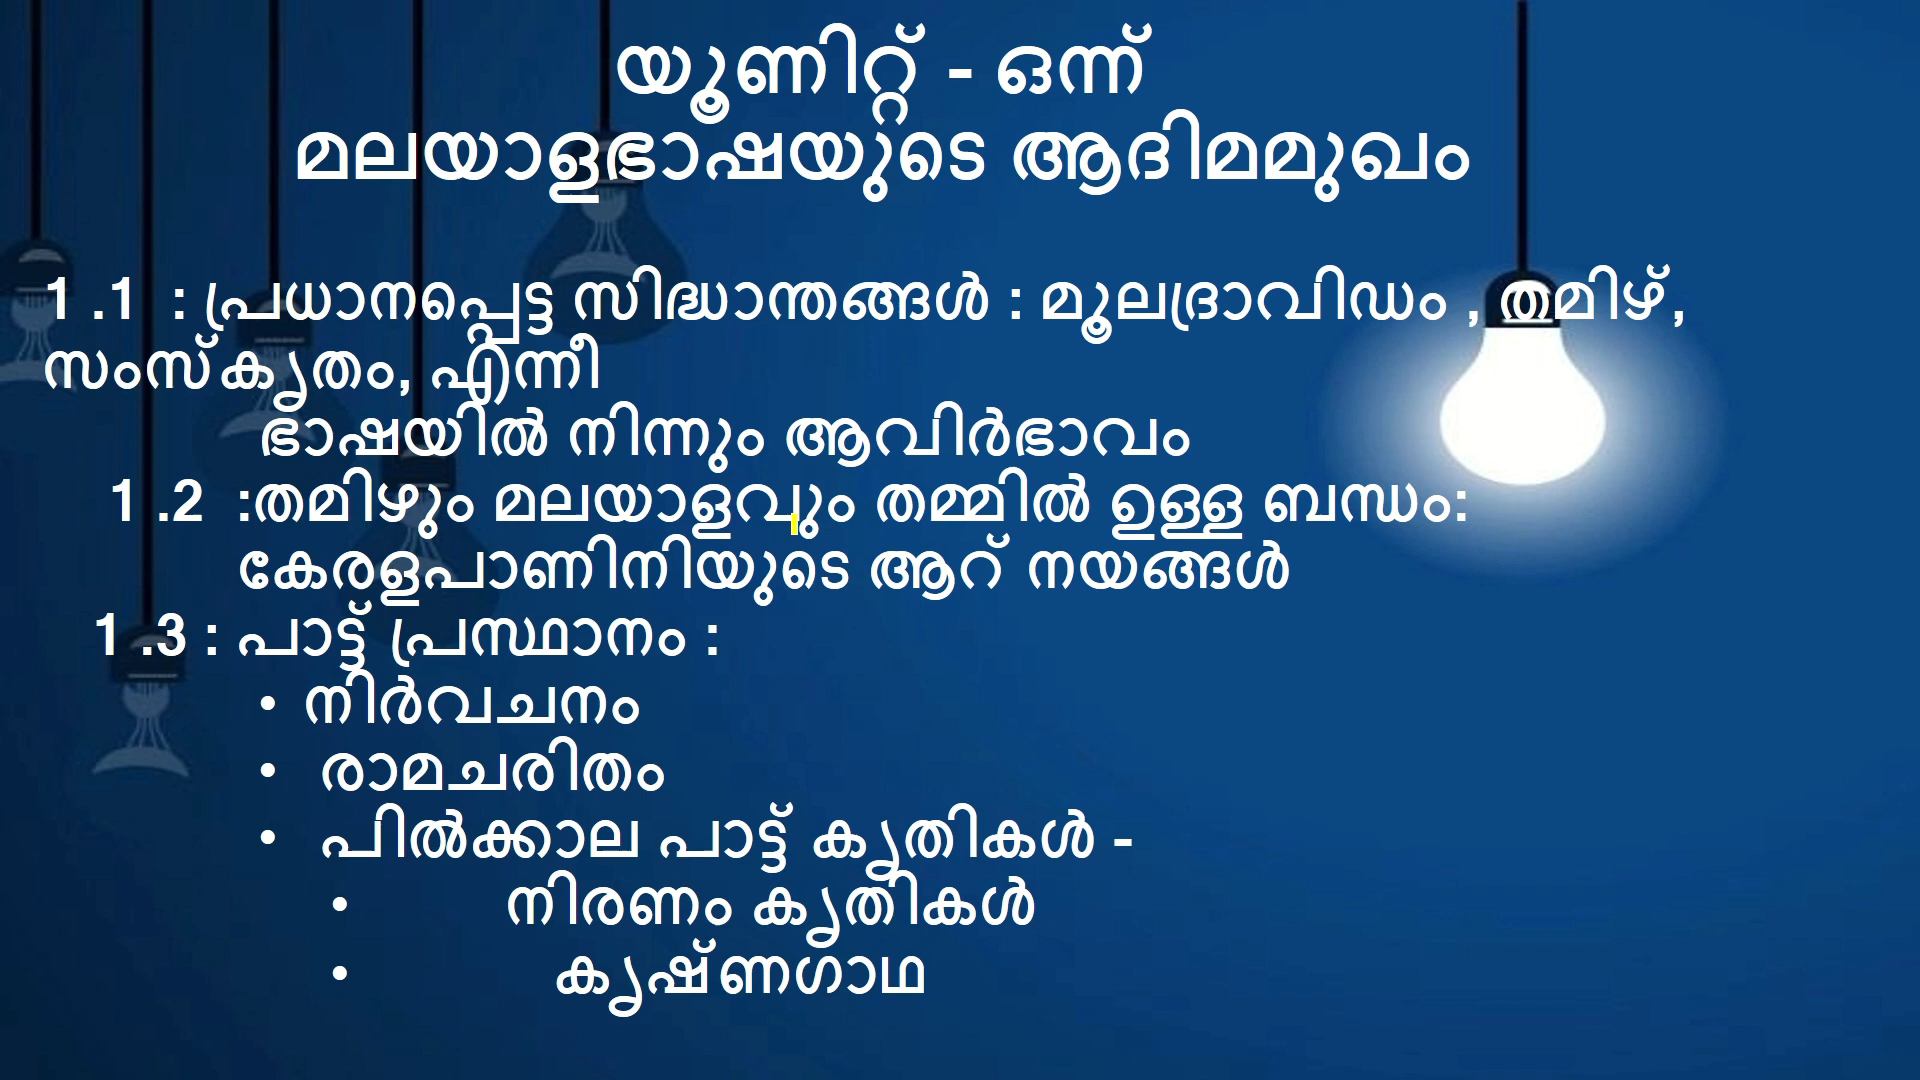 യൂണിറ്റ് - ഒന്ന്
മലയാളഭാഷയുടെ ആദിമമുഖം
1 .1 : പ്രധാനപ്പെട്ട സിദ്ധാന്തങ്ങൾ : മൂലദ്രാവിഡം , തമിഴ്,
സംസ്കൃതം, എന്നീ
ഭാഷയിൽ നിന്നും ആവിർഭാവം
1 .2 :തമിഴും മലയാളവും തമ്മിൽ ഉള്ള ബന്ധം:
കേരളപാണിനിയുടെ ആറ് നയങ്ങൾ
1 .3 : പാട്ട് പ്രസ്ഥാനം :
• നിർവചനം
• രാമചരിതം
• പിൽക്കാല പാട്ട് കൃതികൾ -
• നിരണം കൃതികൾ
• കൃഷ്ണഗാഥ